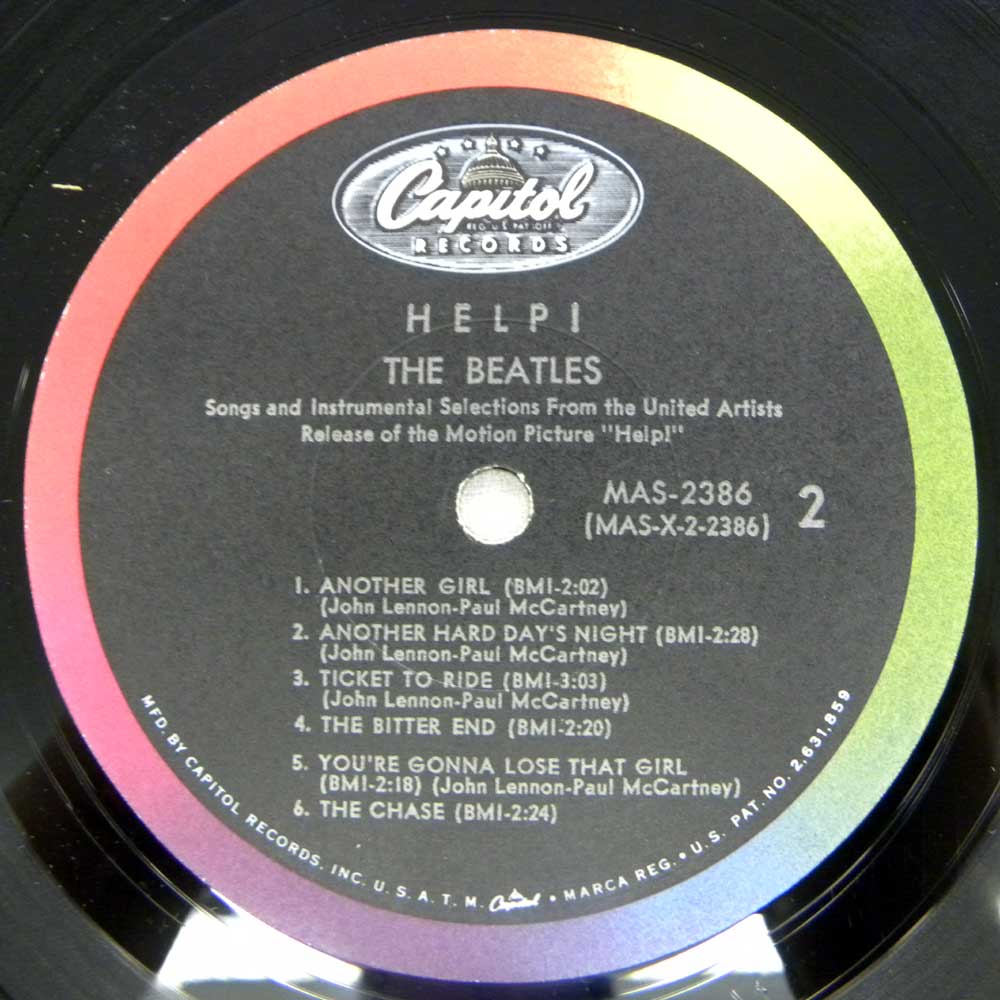 Capitol
REG. U.S. PAT. OFF.
RECORDS
HELP!
THE BEATLES
Songs and Instrumental Selections From the United Artists
Release of the Motion Picture "Help!"
MAS-2386 2
(MAS-X-2-2386)
1. ANOTHER GIRL (BMI-2:02)
(John Lennon-Paul McCartney)
2. ANOTHER HARD DAY'S NIGHT (BMI-2:28)
(John Lennon-Paul McCartney)
3. TICKET TO RIDE (BMI-3:03)
(John Lennon-Paul McCartney)
4. THE BITTER END (BMI-2:20)
5. YOU'RE GONNA LOSE THAT GIRL
(BMI-2:18) (John Lennon-Paul McCartney)
6. THE CHASE (BMI-2:24)
MFD. BY CAPITOL RECORDS, INC. U.S.A. T.M. Capitol • MARCA REG. • U.S. PAT. NO. 2,631,859